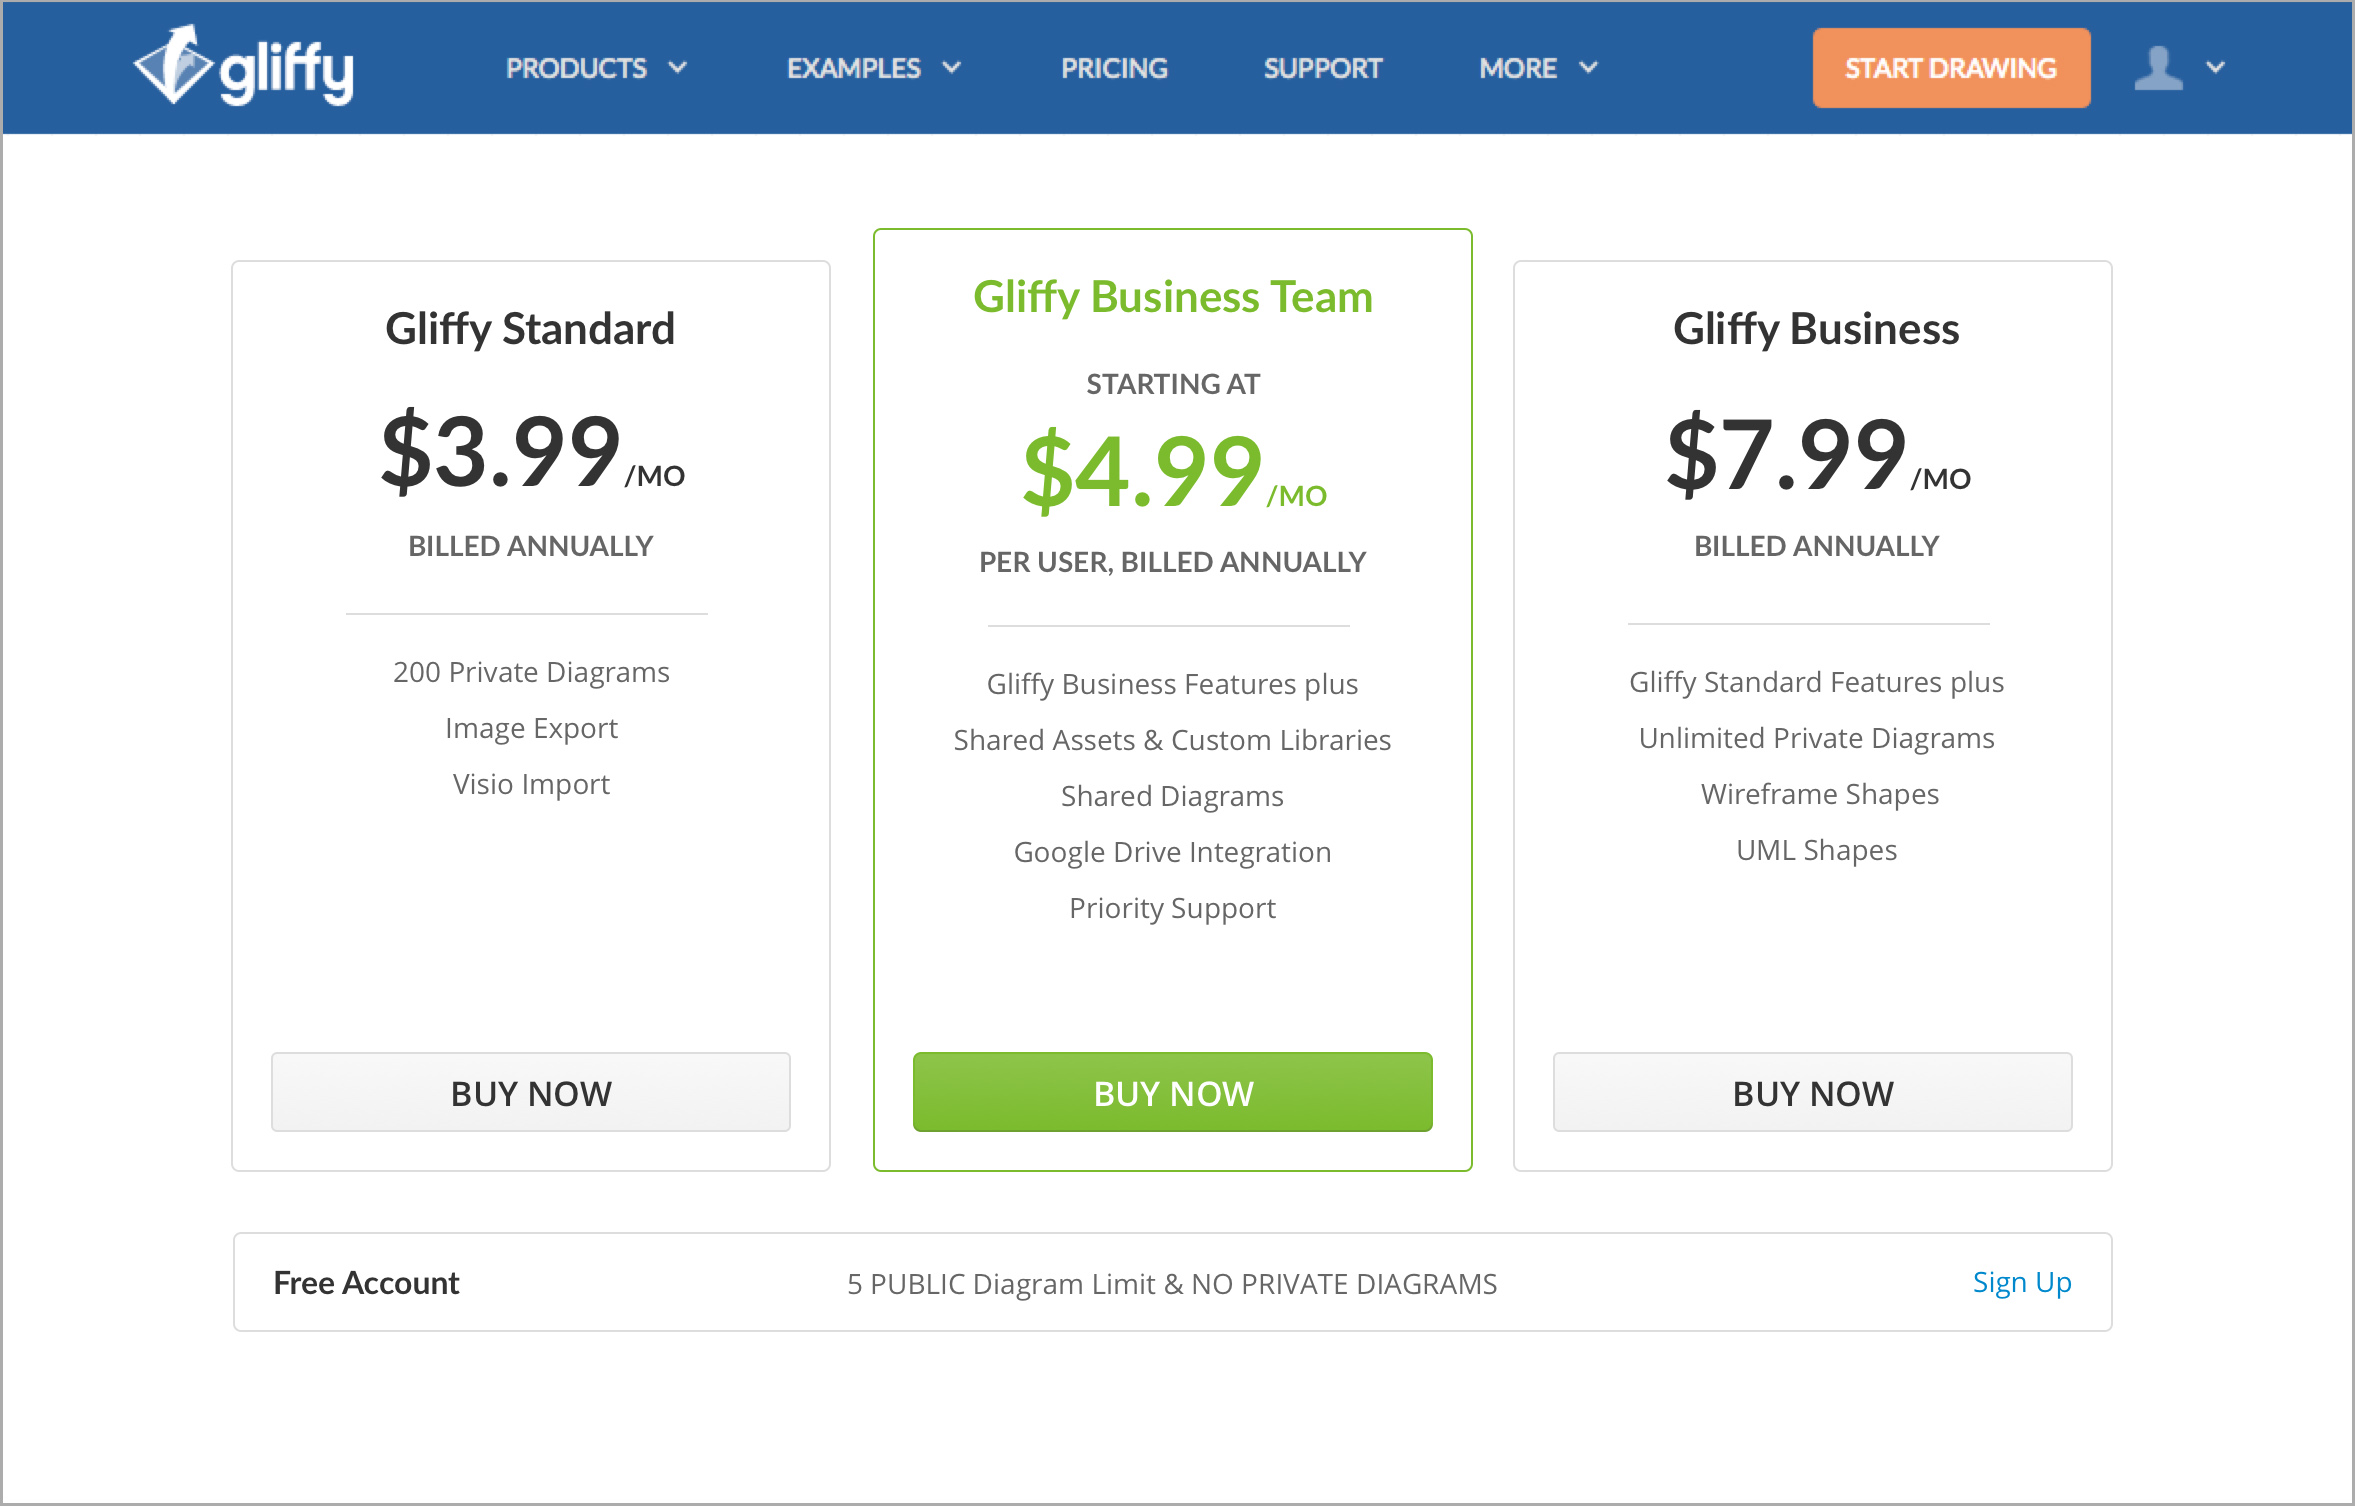 gliffy
PRODUCTS
EXAMPLES
PRICING
SUPPORT
MORE
START DRAWING
Gliffy Standard
$3.99/MO
BILLED ANNUALLY
200 Private Diagrams
Image Export
Visio Import
BUY NOW
Gliffy Business Team
STARTING AT
$4.99/MO
PER USER, BILLED ANNUALLY
Gliffy Business Features plus
Shared Assets & Custom Libraries
Shared Diagrams
Google Drive Integration
Priority Support
BUY NOW
Gliffy Business
$7.99/MO
BILLED ANNUALLY
Gliffy Standard Features plus
Unlimited Private Diagrams
Wireframe Shapes
UML Shapes
BUY NOW
Free Account
5 PUBLIC Diagram Limit & NO PRIVATE DIAGRAMS
Sign Up